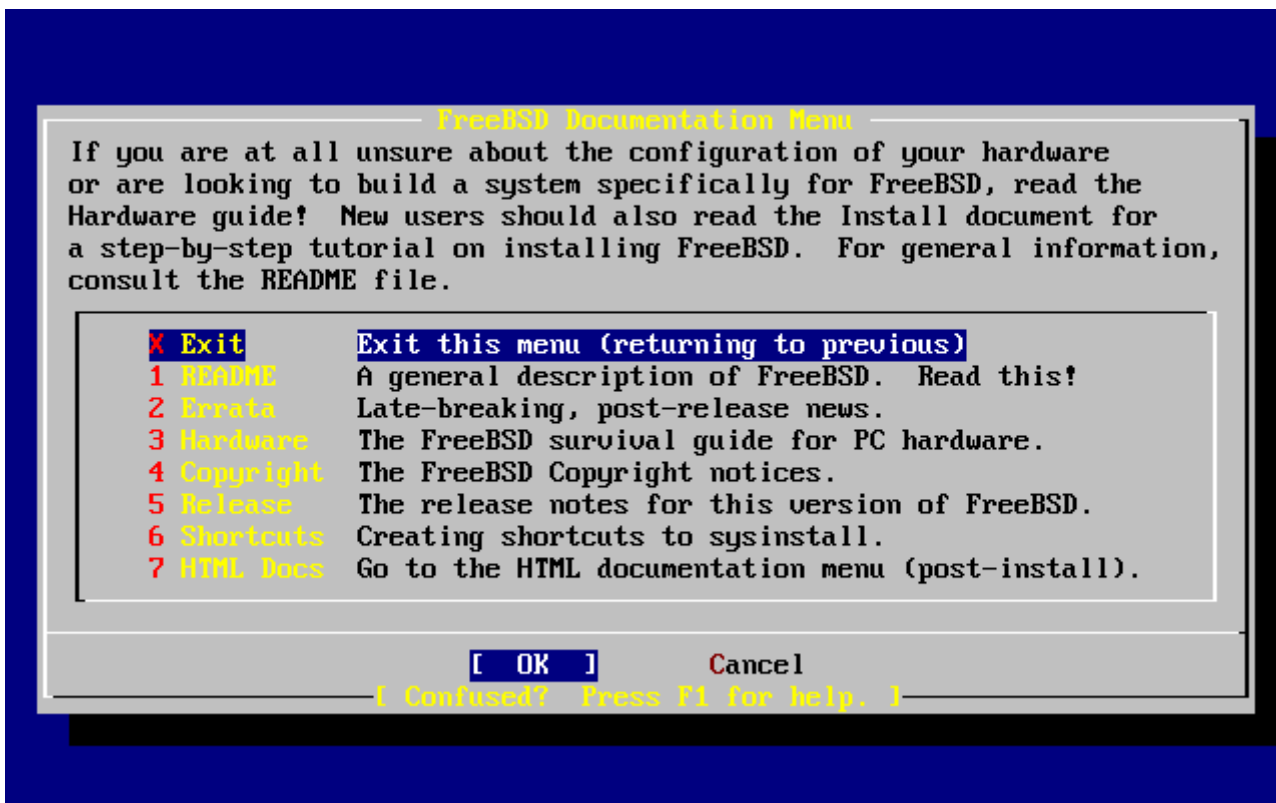 FreeBSD Documentation Menu
If you are at all unsure about the configuration of your hardware
or are looking to build a system specifically for FreeBSD, read the
Hardware guide!  New users should also read the Install document for
a step-by-step tutorial on installing FreeBSD.  For general information,
consult the README file.
X Exit Exit this menu (returning to previous)
1 README A general description of FreeBSD.  Read this!
2 Errata Late-breaking, post-release news.
3 Hardware The FreeBSD survival guide for PC hardware.
4 Copyright The FreeBSD Copyright notices.
5 Release The release notes for this version of FreeBSD.
6 Shortcuts Creating shortcuts to sysinstall.
7 HTML Docs Go to the HTML documentation menu (post-install).
[ OK ] Cancel
[ Confused? Press F1 for help. ]